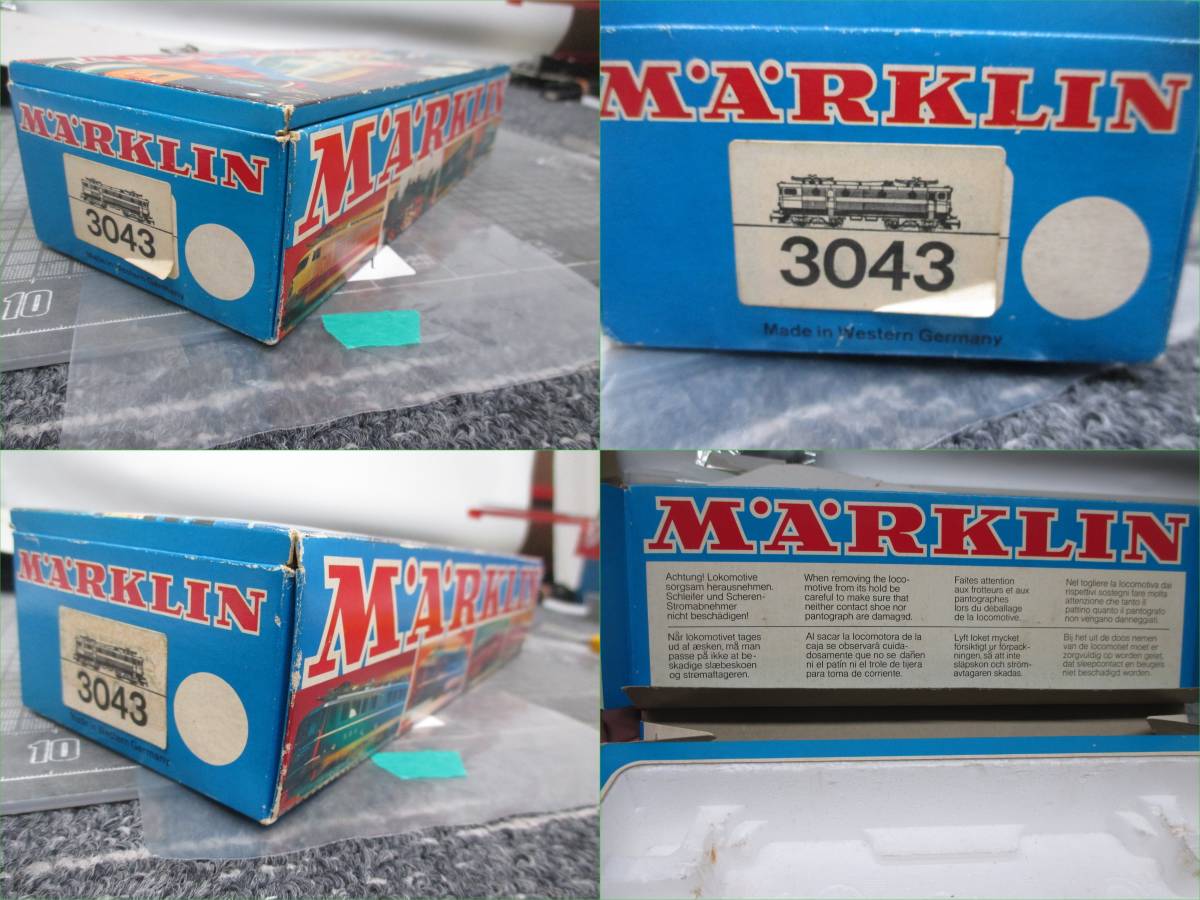 MÄRKLIN
3043
MÄRKLIN
10
MÄRKLIN
3043
Made in Western Germany
MÄRKLIN
3043
Made in Western Germany
MÄRKLIN
10
MÄRKLIN
Achtung! Lokomotive
sorgsam herausnehmen.
Schleifer und Scheren-
Stromabnehmer
nicht beschädigen!
When removing the loco-
motive from its hold be
careful to make sure that
neither contact shoe nor
pantograph are damaged.
Faites attention
aux frotteurs et aux
pantographes
lors du déballage
de la locomotive.
Nel togliere la locomotiva dai
rispettivi sostegni fare molta
attenzione che tanto il
pattino quanto il pantografo
non vengano danneggiati.
Når lokomotivet tages
ud af æsken, må man
passe på ikke at be-
skadige slæbeskoen
og strømaftageren.
Al sacar la locomotora de la
caja se observará cuida-
dosamente que no se dañen
ni el patín ni el trole de tijera
para toma de corriente.
Lyft loket mycket
försiktigt ur förpack-
ningen, så att inte
släpskon och ström-
avtagaren skadas.
Bij het uit de doos nemen
van de locomotief moet er
zorgvuldig op worden gelet,
dat sleepcontact en beugels
niet beschadigd worden.